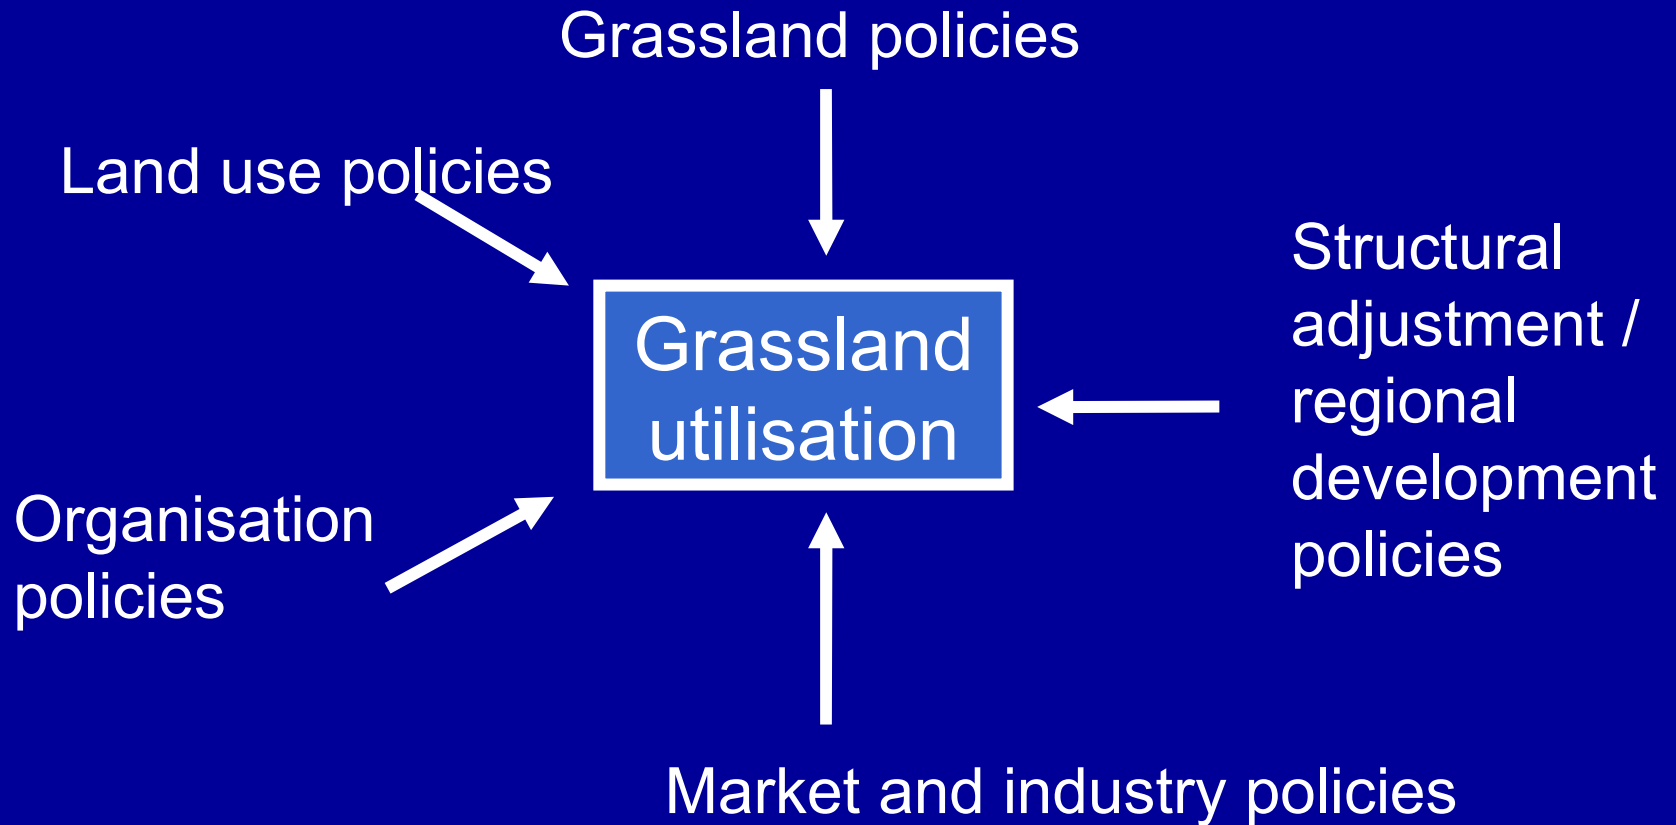 Grassland policies
Land use policies
Structural
adjustment /
regional
development
policies
Grassland
utilisation
Organisation
policies
Market and industry policies